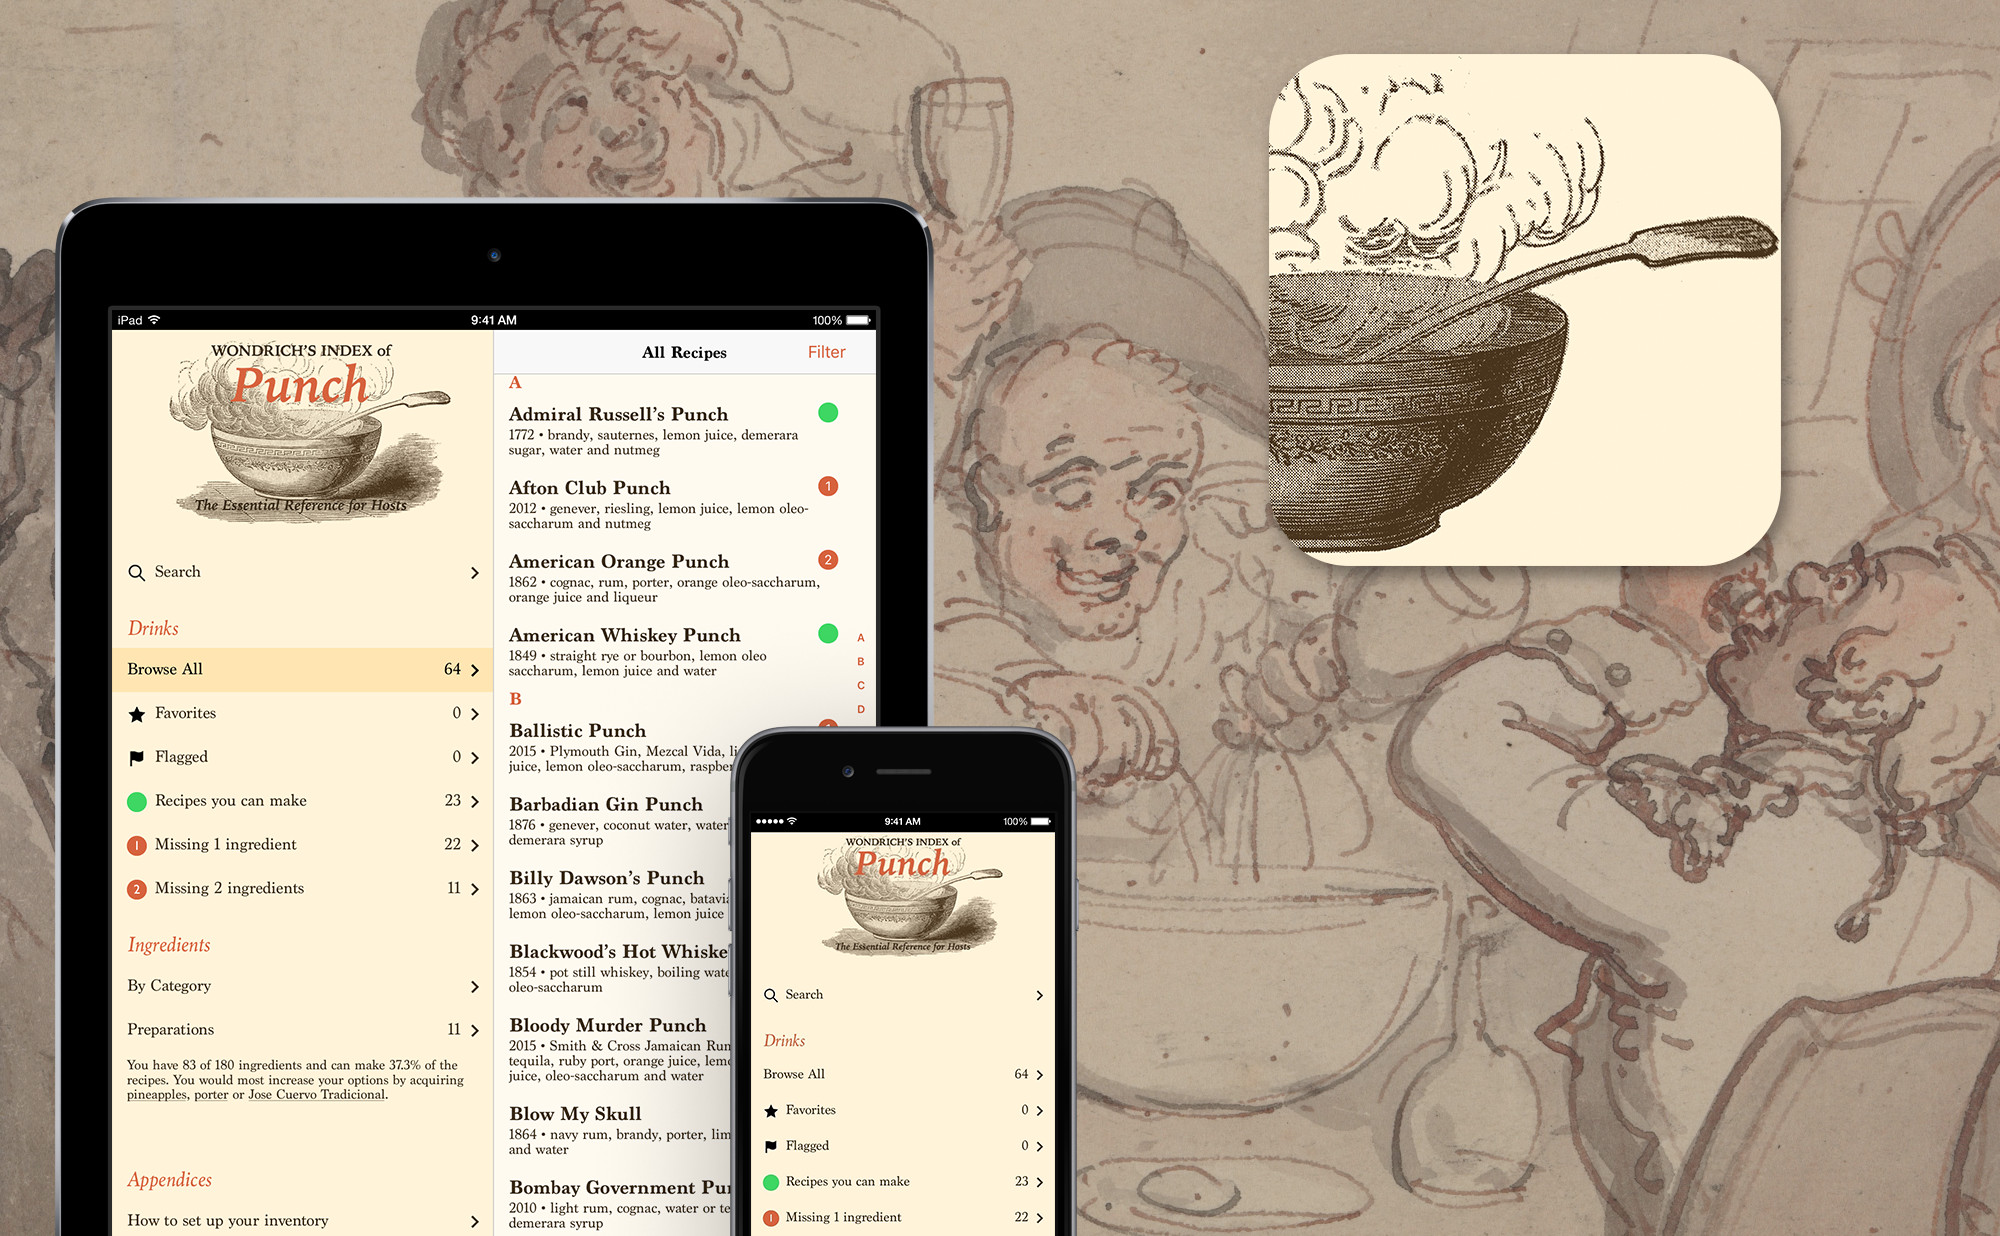 iPad
9:41 AM
100%
WONDRICH'S INDEX of
Punch
The Essential Reference for Hosts
Search
Drinks
Browse All 64
Favorites 0
Flagged 0
Recipes you can make 23
1 Missing 1 ingredient 22
2 Missing 2 ingredients 11
Ingredients
By Category
Preparations 11
You have 83 of 180 ingredients and can make 37.3% of the
recipes. You would most increase your options by acquiring
pineapples, porter or Jose Cuervo Tradicional.
Appendices
How to set up your inventory
All Recipes
Filter
A
Admiral Russell's Punch
1772 • brandy, sauternes, lemon juice, demerara
sugar, water and nutmeg
Afton Club Punch 1
2012 • genever, riesling, lemon juice, lemon oleo-
saccharum and nutmeg
American Orange Punch 2
1862 • cognac, rum, porter, orange oleo-saccharum,
orange juice and liqueur
American Whiskey Punch
1849 • straight rye or bourbon, lemon oleo
saccharum, lemon juice and water
B
Ballistic Punch
2015 • Plymouth Gin, Mezcal Vida,
juice, lemon oleo-saccharum,
Barbadian Gin Punch
1876 • genever, coconut water, water
demerara syrup
Billy Dawson's Punch
1863 • jamaican rum, cognac,
lemon oleo-saccharum, lemon juice
Blackwood's Hot
1854 • pot still whiskey, boiling
oleo-saccharum
Bloody Murder Punch
2015 • Smith & Cross Jamaican
tequila, ruby port, orange juice,
juice, oleo-saccharum and water
Blow My Skull
1864 • navy rum, brandy, porter,
and water
Bombay Government
2010 • light rum, cognac, water or
demerara syrup
A
B
C
D
9:41 AM
100%
WONDRICH'S INDEX of
Punch
The Essential Reference for Hosts
Search
Drinks
Browse All 64
Favorites 0
Flagged 0
Recipes you can make 23
1 Missing 1 ingredient 22